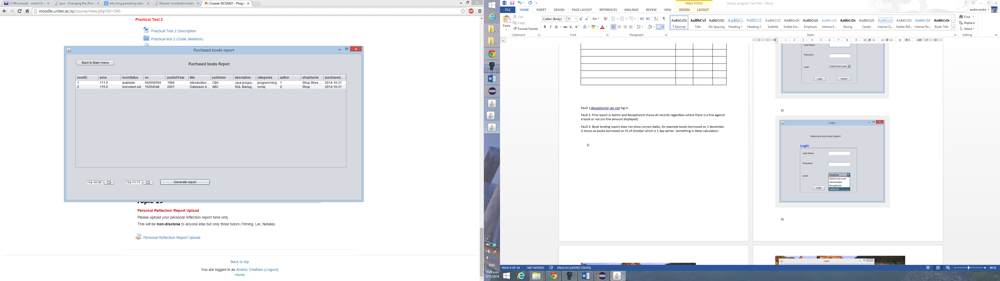 (1199 unread) - andre13na
java - Changing the JFram
why long.parselong does
Newest 'numberformatex
Course: ISCG5421 - Progra
moodle.unitec.ac.nz/course/view.php?id=590
Practical Test 2
Practical Test 2 Description
Practical test 2 (Code Skeleton)
Purchased books report
Back to Main menu
Purchased books Report
bookID price bookStatus sn publishYear title publisher description categories author shopName purchased...
1 111.0 available 565656565 1999 Introduction ... CBA Java progra... programming 1 Shop Store ... 2014-10-31
2 115.0 borrowed out 15264548 2001 Database d... ABC SQL Manag... comp 2 Shop 2014-10-31
014-10-06 014-11-11 Generate report
Topic 19
Personal Reflection Report Upload
Please upload your personal reflection report here only.
This will be non-disclose to anyone else but only three tutors (Yiming, Lei, Natalia).
Personal Reflection Report Upload
Back to top
You are logged in as Andrey Chaltsev (Logout)
Home
ENG
10:29 a.m.
1/11/2014
TABLE TOOLS
Library program Test Plan - Word
FILE HOME INSERT DESIGN PAGE LAYOUT REFERENCES MAILINGS REVIEW VIEW DESIGN LAYOUT
andre andre
Paste
Cut
Copy
Format Painter
Clipboard
Calibri (Body) 11
Font
Paragraph
AaBbCcDc AaBbCcI AaBbCcDc AaBbCc AaBbCcD AaBbCcD AaBbCcDc AaBbCcDc AaBbCcDc AaBbCcDc AaBbCcDc AaBbCcDc AABBCCDC AABBCCDC AaBbCcDc
¶ Normal Title No Spacing Heading 1 Heading 2 Subtitle Subtle Em... Emphasis Intense E... Strong Quote Intense Q... Subtle Ref... Intense Re... Book Title
Styles
Find
Replace
Select
Editing
Fault 1:Receptionist can not log in
Fault 2: Fine report in Admin and Receptionist shows all records regardless where there is a fine against
a book or not (no fine amount displayed).
Fault 3: Book lending report does not show correct dates, for example books borrowed on 1 November
it shows as books borrowed on 31 of October which is 1 day earlier. Something in dates calculation.
1)
User Name
Password
Level Select User Level
Login Cancel
2)
Login
Welcome to use Library System!
Login
User Name
Password
Level Customer
Select User Level
Administrator
Receptionist
Customer
Login
3)
Login
PAGE 9 OF 34 1407 WORDS ENGLISH (UNITED STATES) 90 %